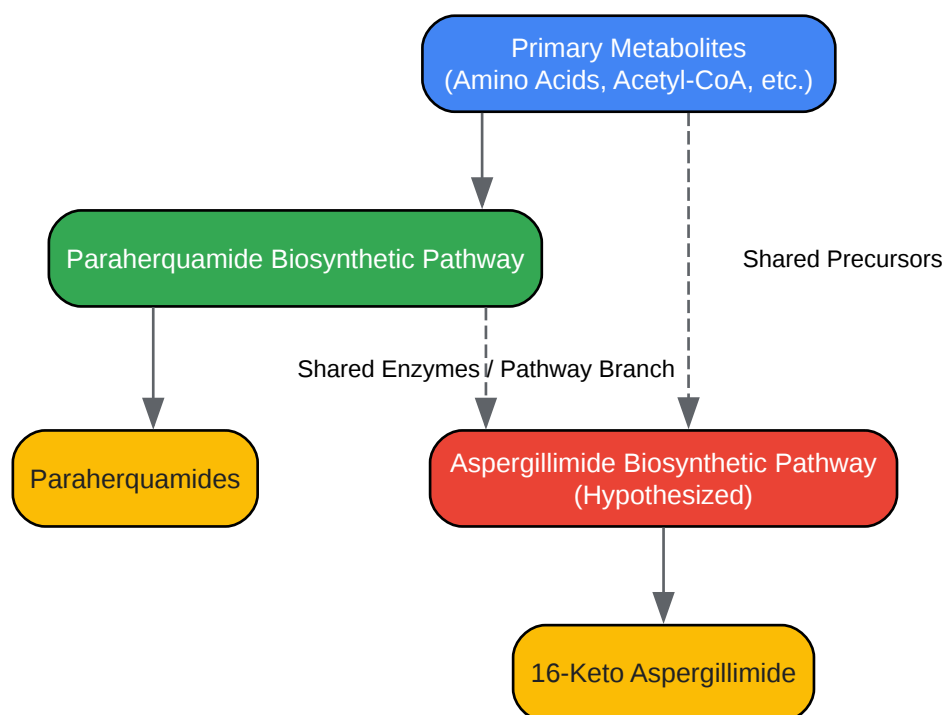 Primary Metabolites
(Amino Acids, Acetyl-CoA, etc.)
Paraherquamide Biosynthetic Pathway
Shared Precursors
Shared Enzymes / Pathway Branch
Paraherquamides
Aspergillimide Biosynthetic Pathway
(Hypothesized)
16-Keto Aspergillimide